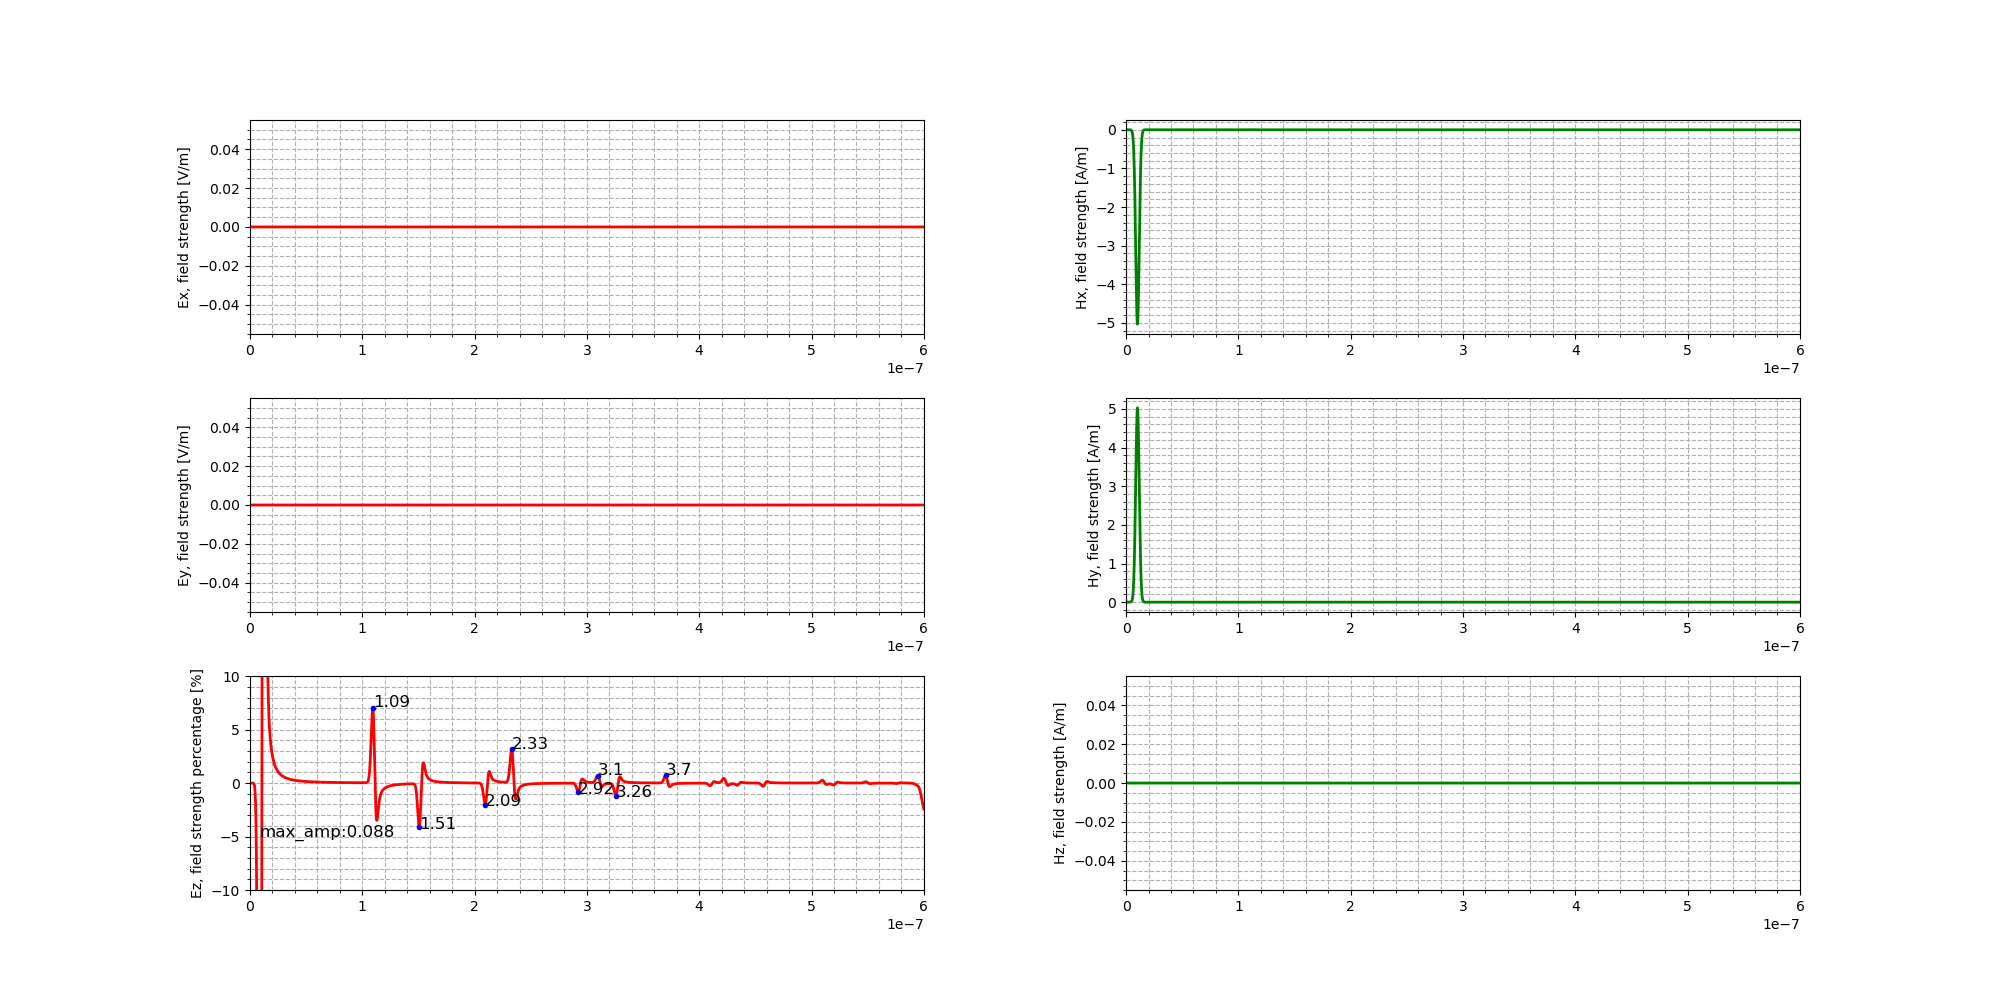 Ex, field strength [V/m]
0.04
0.02
0.00
−0.02
−0.04
0 1 2 3 4 5 6
1e−7
Hx, field strength [A/m]
0
−1
−2
−3
−4
−5
0 1 2 3 4 5 6
1e−7
Ey, field strength [V/m]
0.04
0.02
0.00
−0.02
−0.04
0 1 2 3 4 5 6
1e−7
Hy, field strength [A/m]
5
4
3
2
1
0
0 1 2 3 4 5 6
1e−7
Ez, field strength percentage [%]
10
5
0
−5
−10
1.09
2.33
3.1
3.7
2.92
3.26
2.09
1.51
max_amp:0.088
0 1 2 3 4 5 6
1e−7
Hz, field strength [A/m]
0.04
0.02
0.00
−0.02
−0.04
0 1 2 3 4 5 6
1e−7